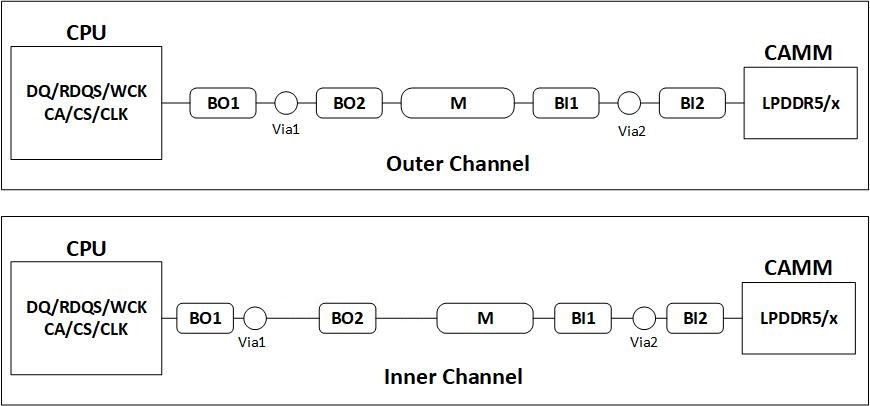 CPU
CAMM
DQ/RDQS/WCK
CA/CS/CLK
BO1
BO2
M
BI1
BI2
LPDDR5/x
Via1
Via2
Outer Channel
CPU
CAMM
DQ/RDQS/WCK
CA/CS/CLK
BO1
BO2
M
BI1
BI2
LPDDR5/x
Via1
Via2
Inner Channel